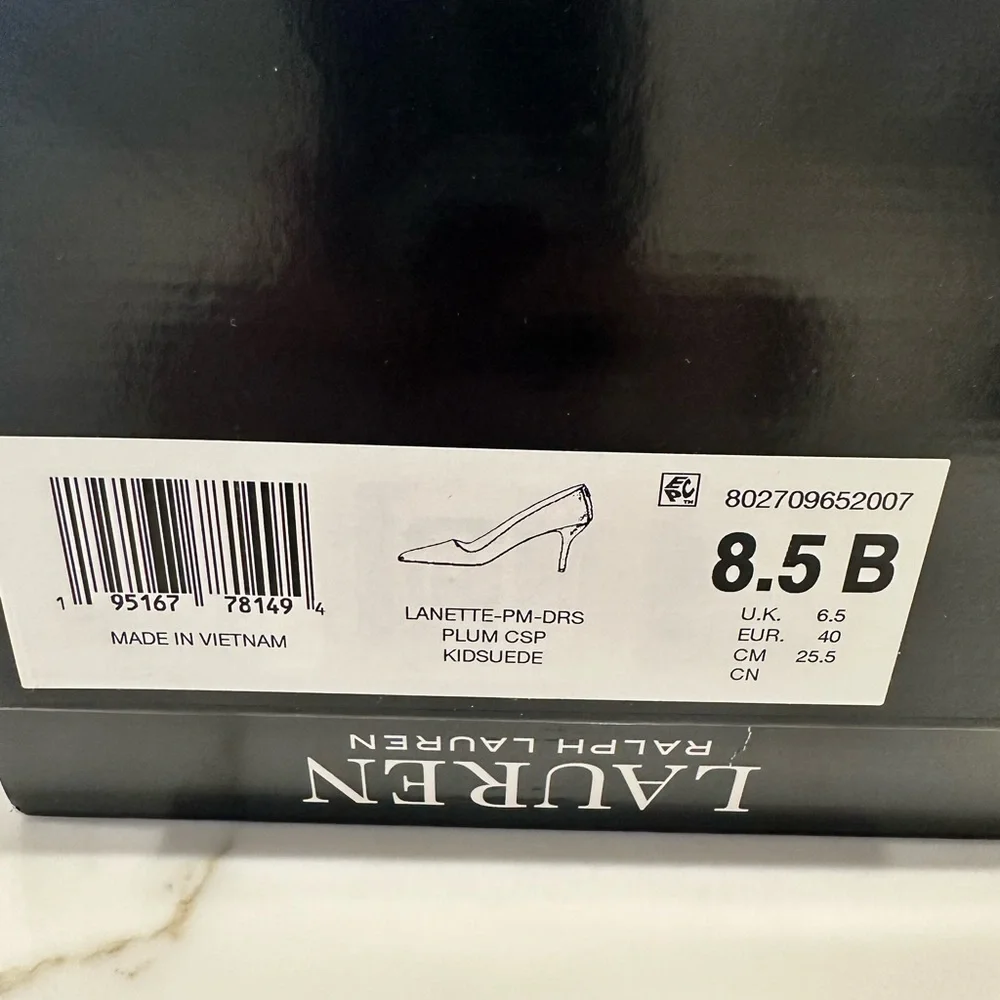 1 95167 78149 4
MADE IN VIETNAM
LANETTE-PM-DRS
PLUM CSP
KIDSUEDE
EPC™
802709652007
8.5 B
U.K. 6.5
EUR. 40
CM 25.5
CN
LAUREN
RALPH LAUREN